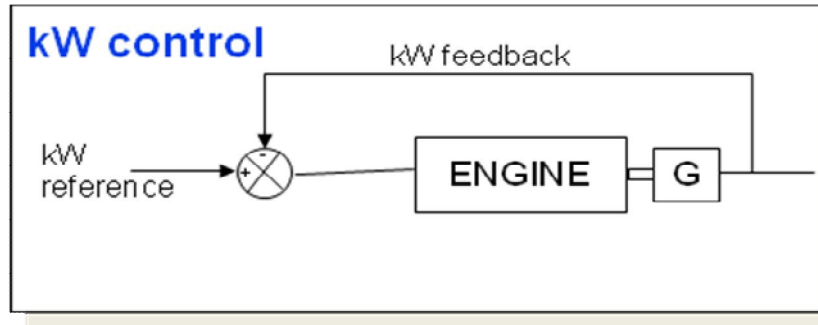 kW control
kW feedback
kW
reference
-
+
ENGINE
G